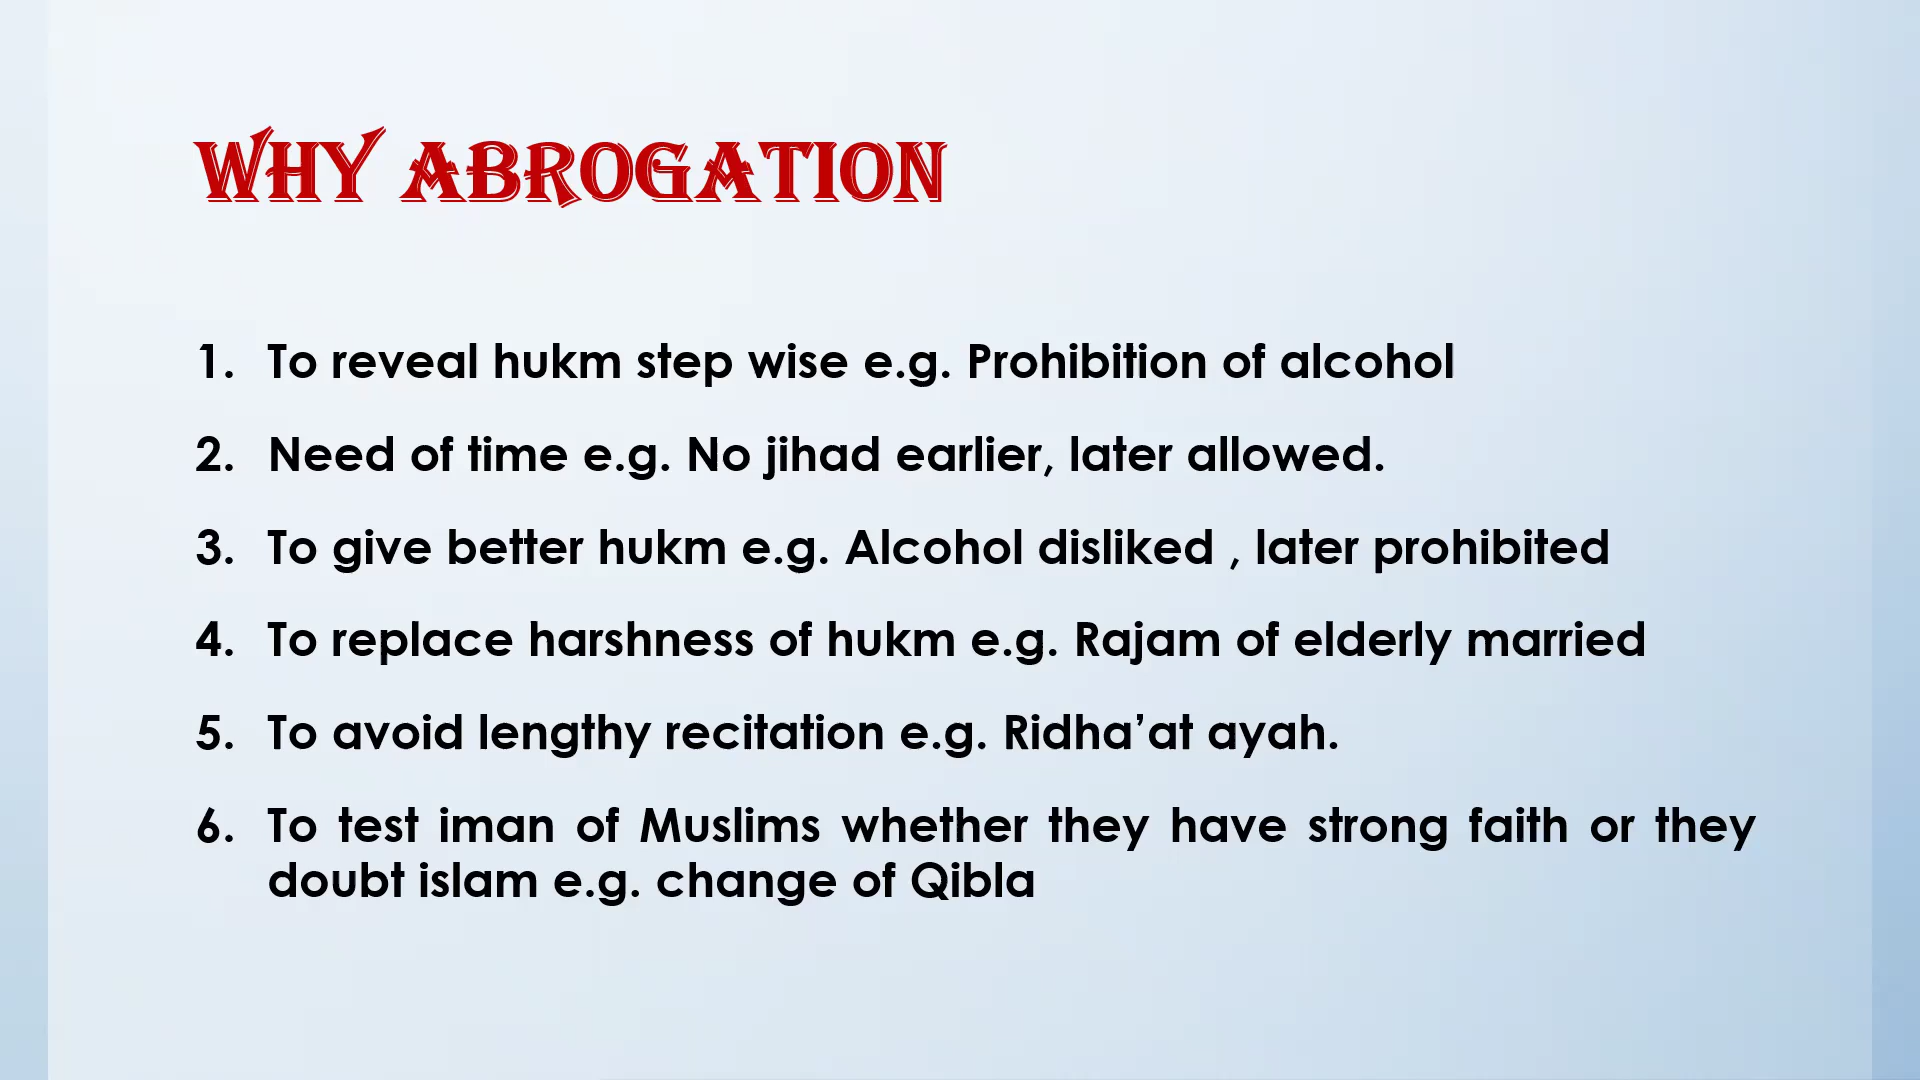 WHY ABROGATION
1. To reveal hukm step wise e.g. Prohibition of alcohol
2. Need of time e.g. No jihad earlier, later allowed.
3. To give better hukm e.g. Alcohol disliked , later prohibited
4. To replace harshness of hukm e.g. Rajam of elderly married
5. To avoid lengthy recitation e.g. Ridha’at ayah.
6. To test iman of Muslims whether they have strong faith or they
doubt islam e.g. change of Qibla